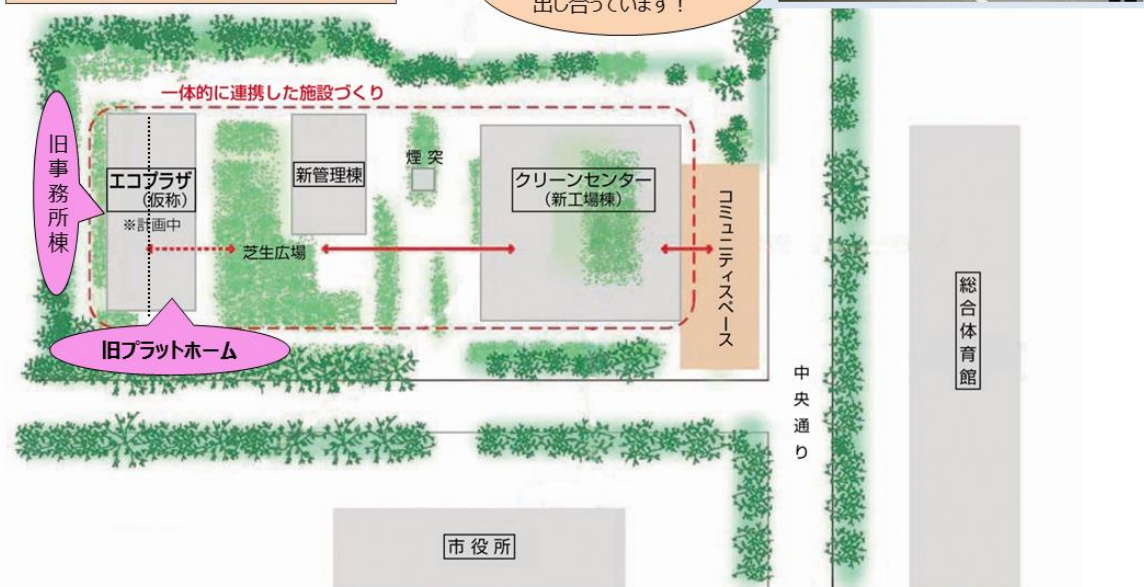 出し合っています!
一体的に連携した施設づくり
旧事務所棟
エコプラザ
(仮称)
※計画中
新管理棟
煙突
クリーンセンター
(新工場棟)
芝生広場
コミュニティスペース
旧プラットホーム
中央通り
総合体育館
市役所